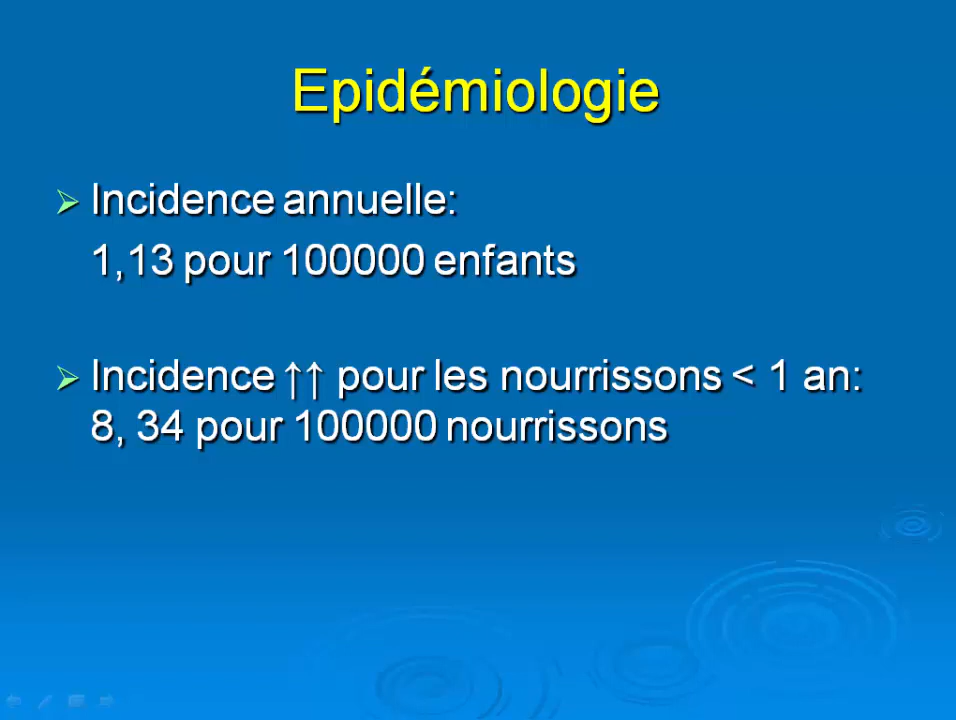 Epidémiologie
Incidence annuelle:
1,13 pour 100000 enfants
Incidence ↑↑ pour les nourrissons < 1 an:
8, 34 pour 100000 nourrissons